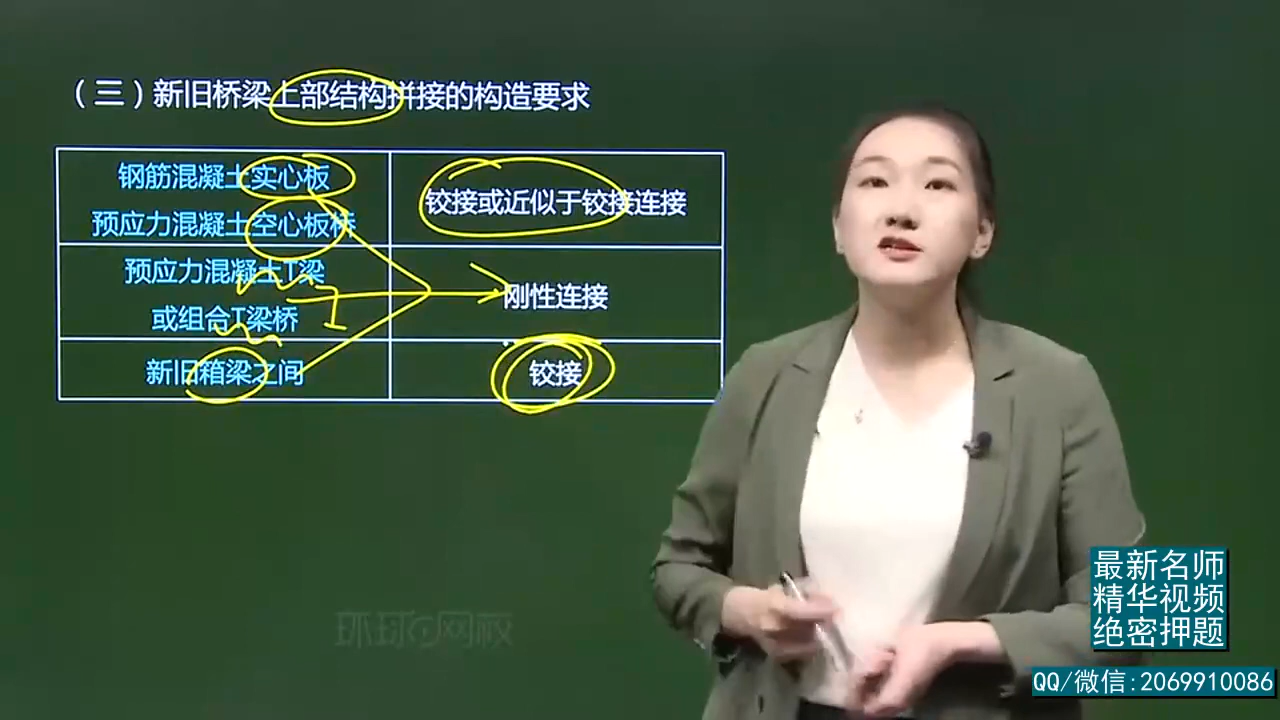 （三）新旧桥梁上部结构拼接的构造要求
钢筋混凝土实心板
预应力混凝土空心板桥
铰接或近似于铰接连接
预应力混凝土T梁
或组合T梁桥
刚性连接
新旧箱梁之间
铰接
环球网校
最新名师
精华视频
绝密押题
QQ/微信:2069910086